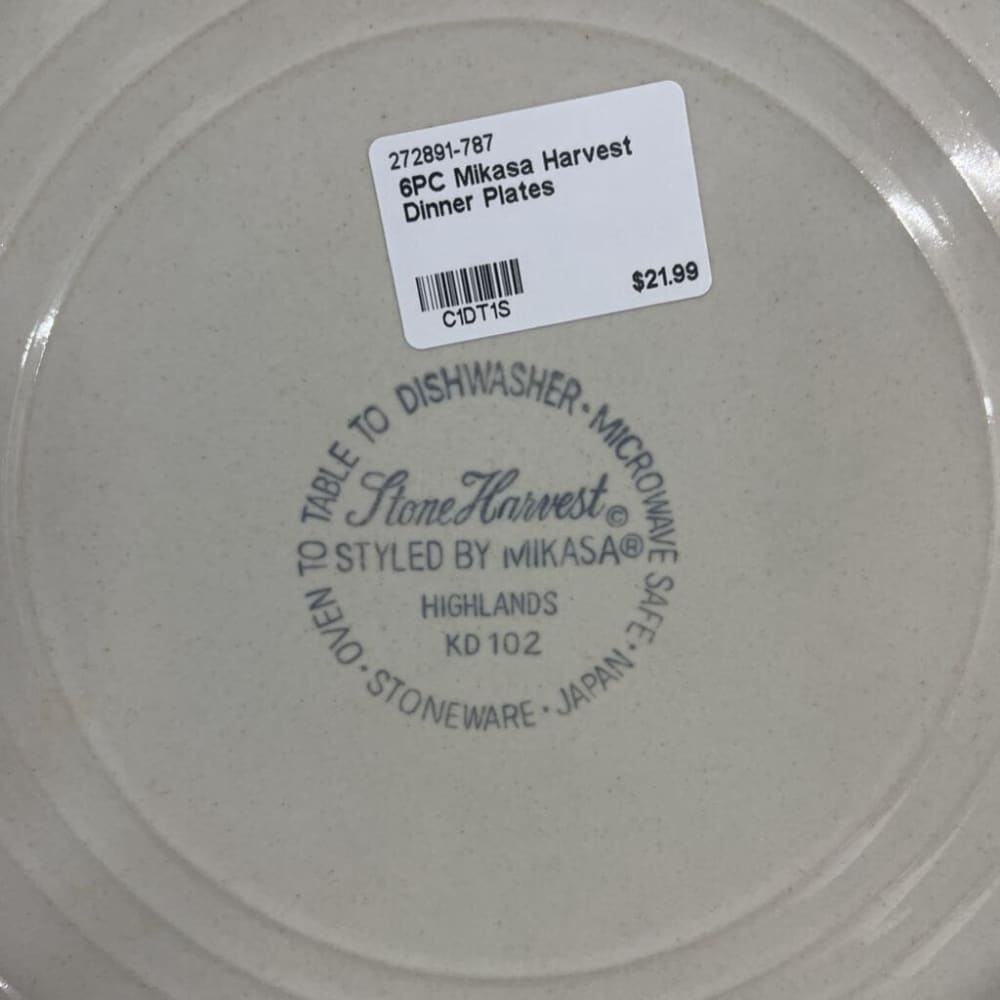 272891-787
6PC Mikasa Harvest
Dinner Plates
C1DT1S
$21.99
OVEN TO TABLE TO DISHWASHER · MICROWAVE SAFE ·
Stone Harvest ©
STYLED BY MIKASA®
HIGHLANDS
KD 102
· STONEWARE · JAPAN ·